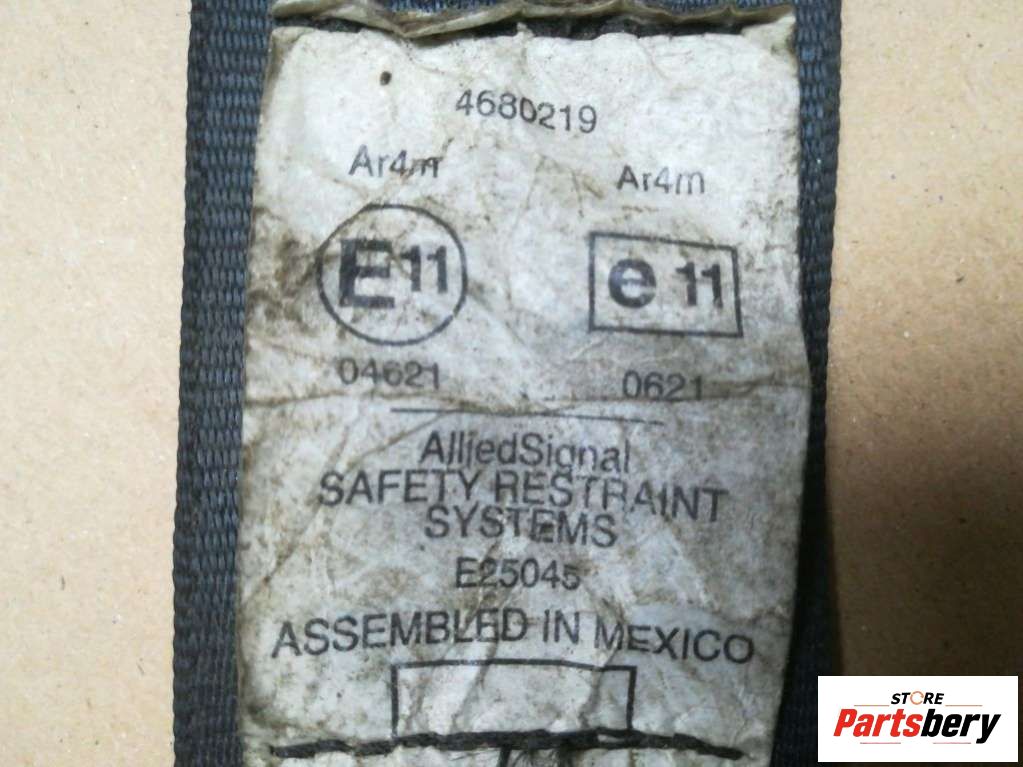 4680219
Ar4m Ar4m
E11 e 11
04621 0621
AlliedSignal
SAFETY RESTRAINT
SYSTEMS
E25045
ASSEMBLED IN MEXICO
STORE
Partsbery